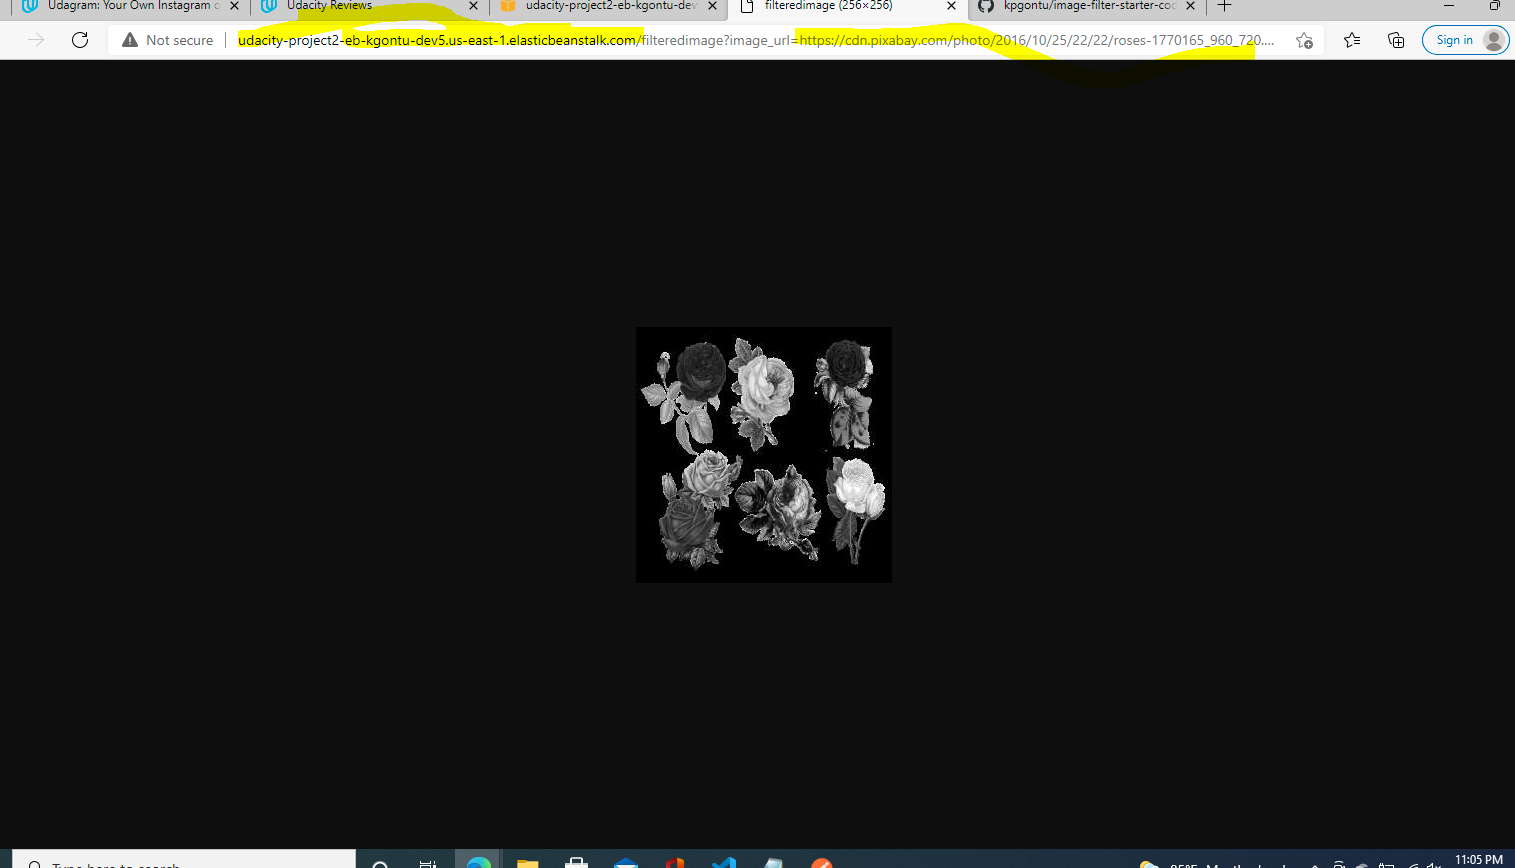 Udagram: Your Own Instagram o
Udacity Reviews
udacity-project2-eb-kgontu-dev
filteredimage (256×256)
kpgontu/image-filter-starter-coc
Not secure
udacity-project2-eb-kgontu-dev5.us-east-1.elasticbeanstalk.com/filteredimage?image_url=https://cdn.pixabay.com/photo/2016/10/25/22/22/roses-1770165_960_720....
Sign in
Type here to search
11:05 PM